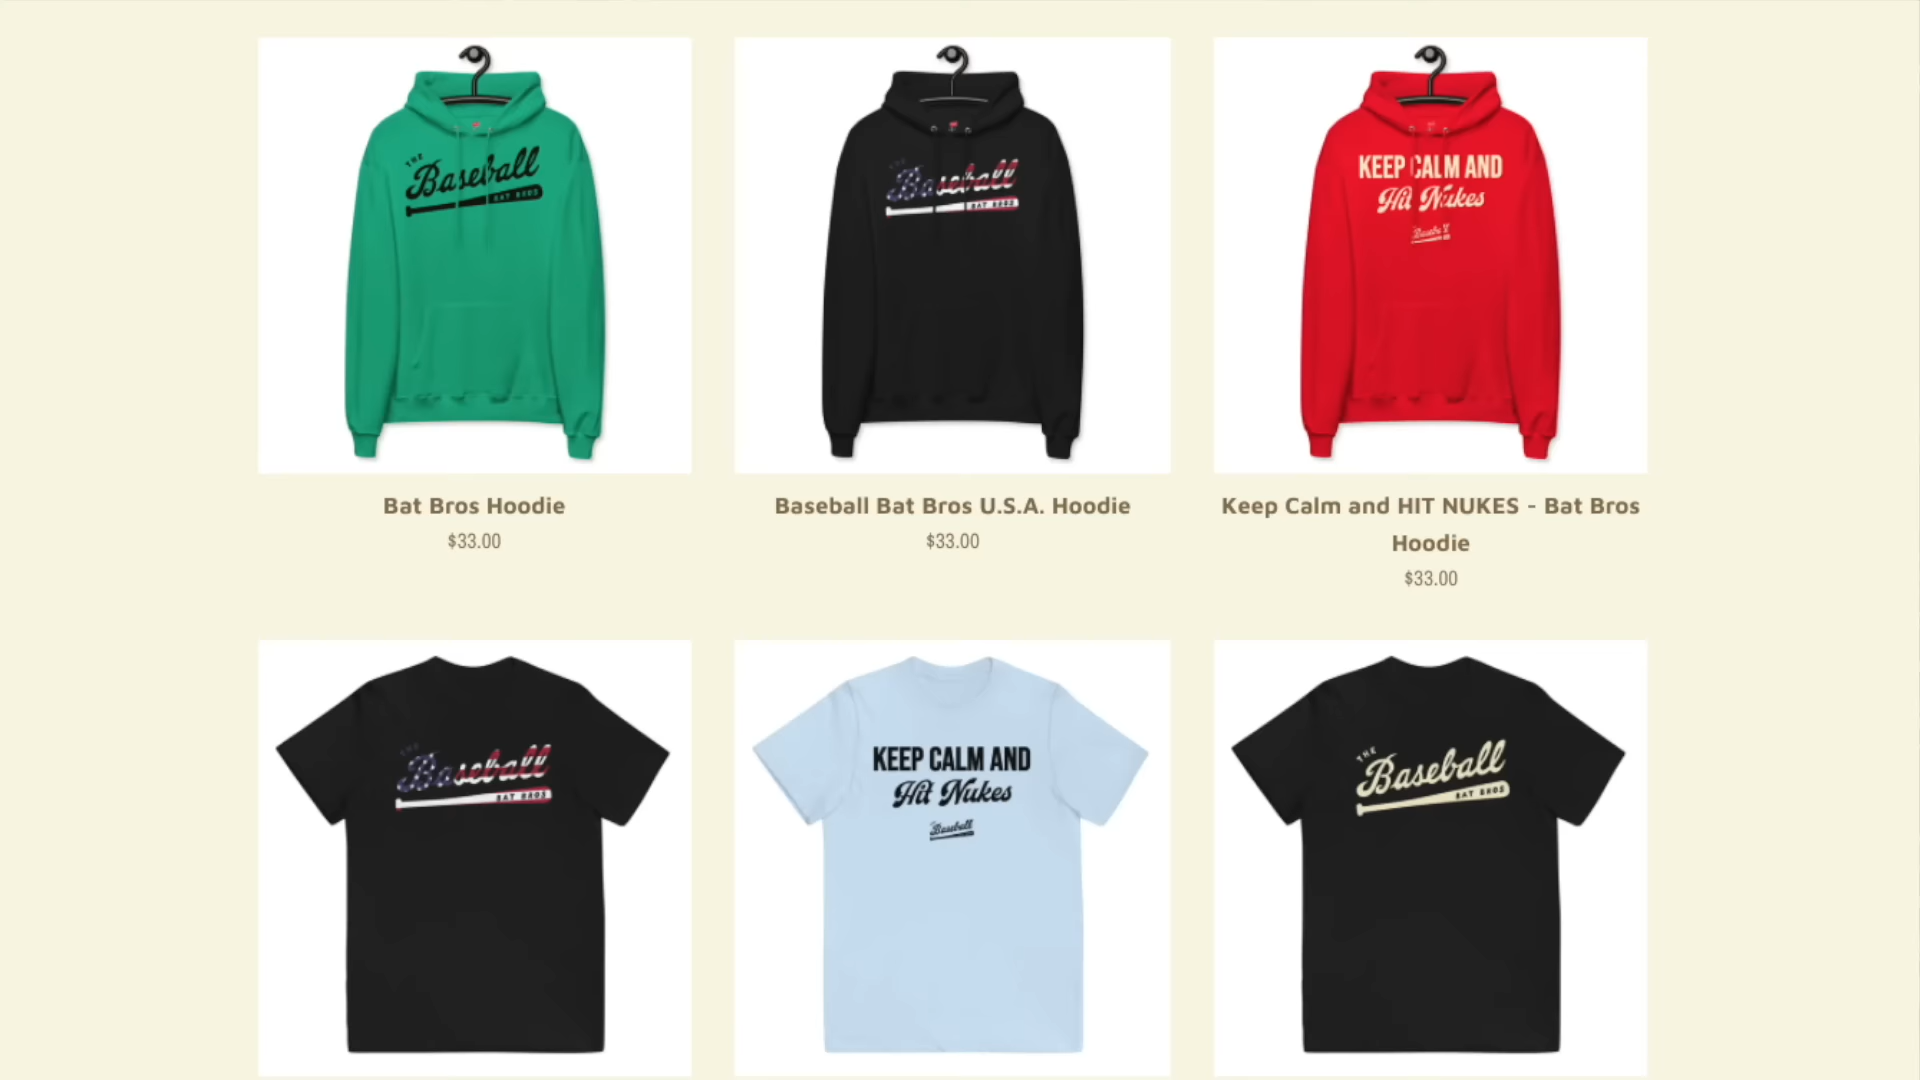 THE
Baseball
BAT BROS
THE
Baseball
BAT BROS
KEEP CALM AND
Hit Nukes
Baseball
Bat Bros Hoodie
$33.00
Baseball Bat Bros U.S.A. Hoodie
$33.00
Keep Calm and HIT NUKES - Bat Bros
Hoodie
$33.00
THE
Baseball
BAT BROS
KEEP CALM AND
Hit Nukes
Baseball
THE
Baseball
BAT BROS